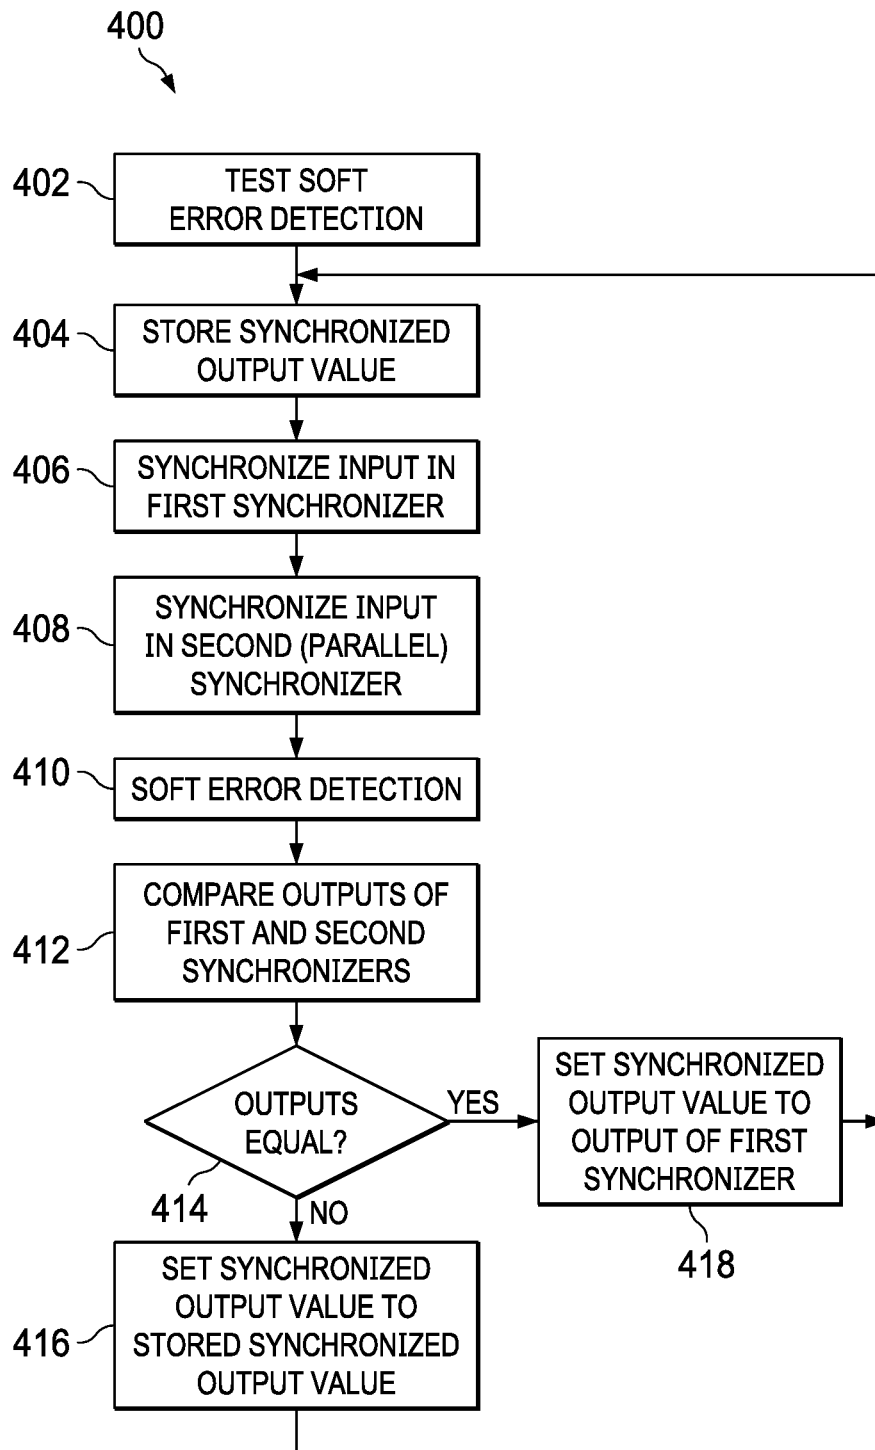 400
402
TEST SOFT
ERROR DETECTION
404
STORE SYNCHRONIZED
OUTPUT VALUE
406
SYNCHRONIZE INPUT IN
FIRST SYNCHRONIZER
408
SYNCHRONIZE INPUT
IN SECOND (PARALLEL)
SYNCHRONIZER
410
SOFT ERROR DETECTION
412
COMPARE OUTPUTS OF
FIRST AND SECOND
SYNCHRONIZERS
OUTPUTS
EQUAL?
414
YES
NO
SET SYNCHRONIZED
OUTPUT VALUE TO
OUTPUT OF FIRST
SYNCHRONIZER
418
416
SET SYNCHRONIZED
OUTPUT VALUE TO
STORED SYNCHRONIZED
OUTPUT VALUE